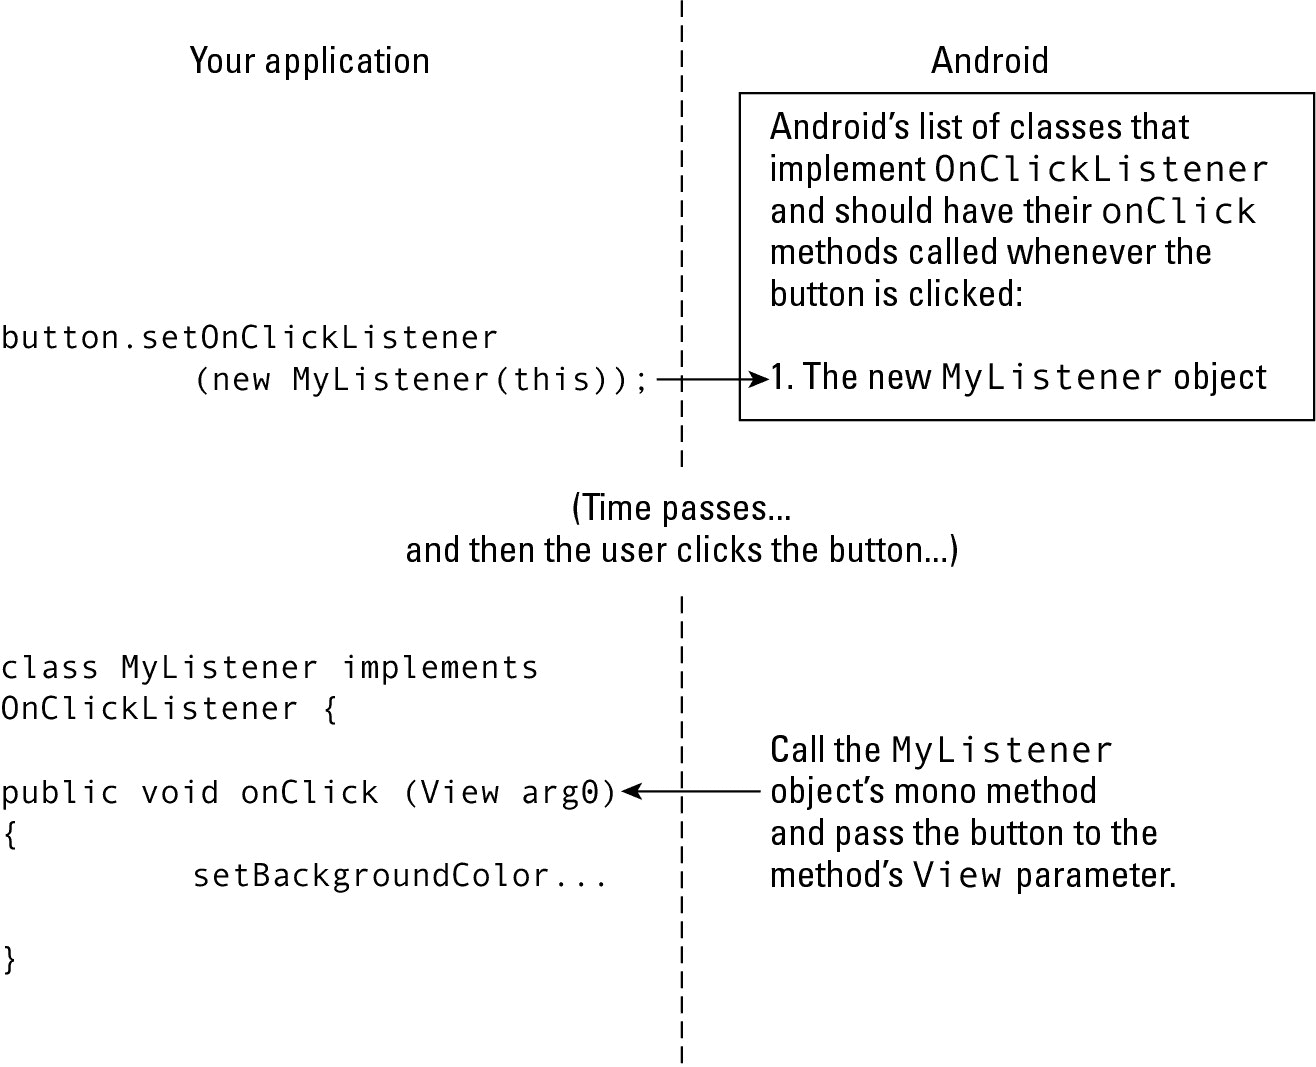 Your application
Android
Android’s list of classes that
implement OnClickListener
and should have their onClick
methods called whenever the
button is clicked:
button.setOnClickListener
(new MyListener(this));
1. The new MyListener object
(Time passes...
and then the user clicks the button...)
class MyListener implements
OnClickListener {
public void onClick (View arg0)
{
setBackgroundColor...
}
Call the MyListener
object’s mono method
and pass the button to the
method’s View parameter.